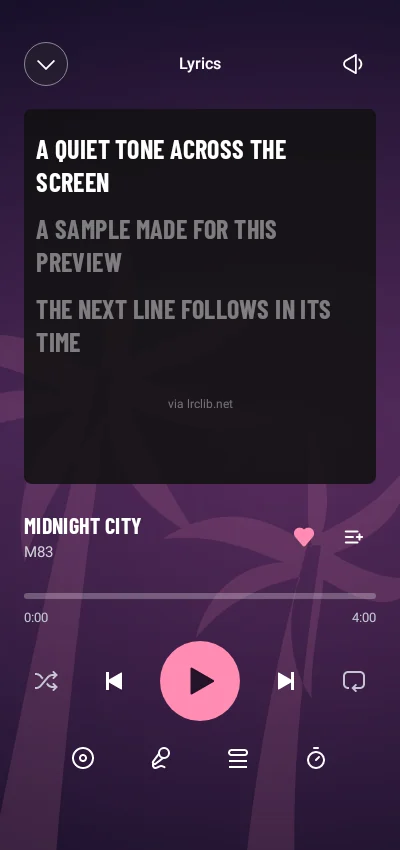 Lyrics
A QUIET TONE ACROSS THE
SCREEN
A SAMPLE MADE FOR THIS
PREVIEW
THE NEXT LINE FOLLOWS IN ITS
TIME
via lrclib.net
MIDNIGHT CITY
M83
0:00
4:00